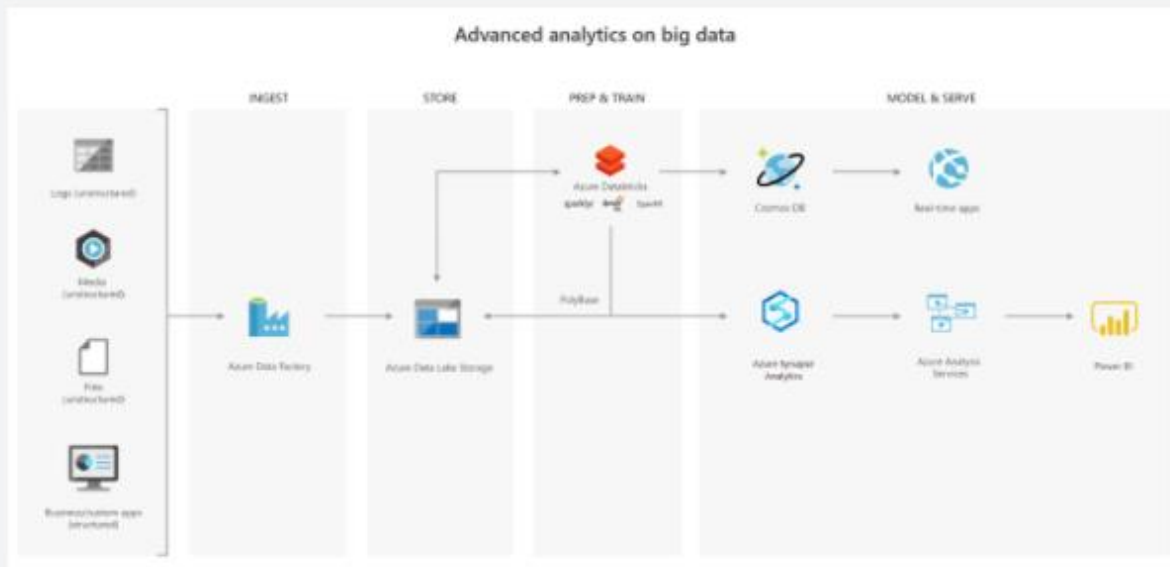 Advanced analytics on big data
INGEST
STORE
PREP & TRAIN
MODEL & SERVE
Logs (unstructured)
Media
(unstructured)
Files
(unstructured)
Business/custom apps
(structured)
Azure Data Factory
Azure Data Lake Storage
Azure Databricks
sparklyr
SparkR
PolyBase
Cosmos DB
Real-time apps
Azure Synapse
Analytics
Azure Analysis
Services
Power BI